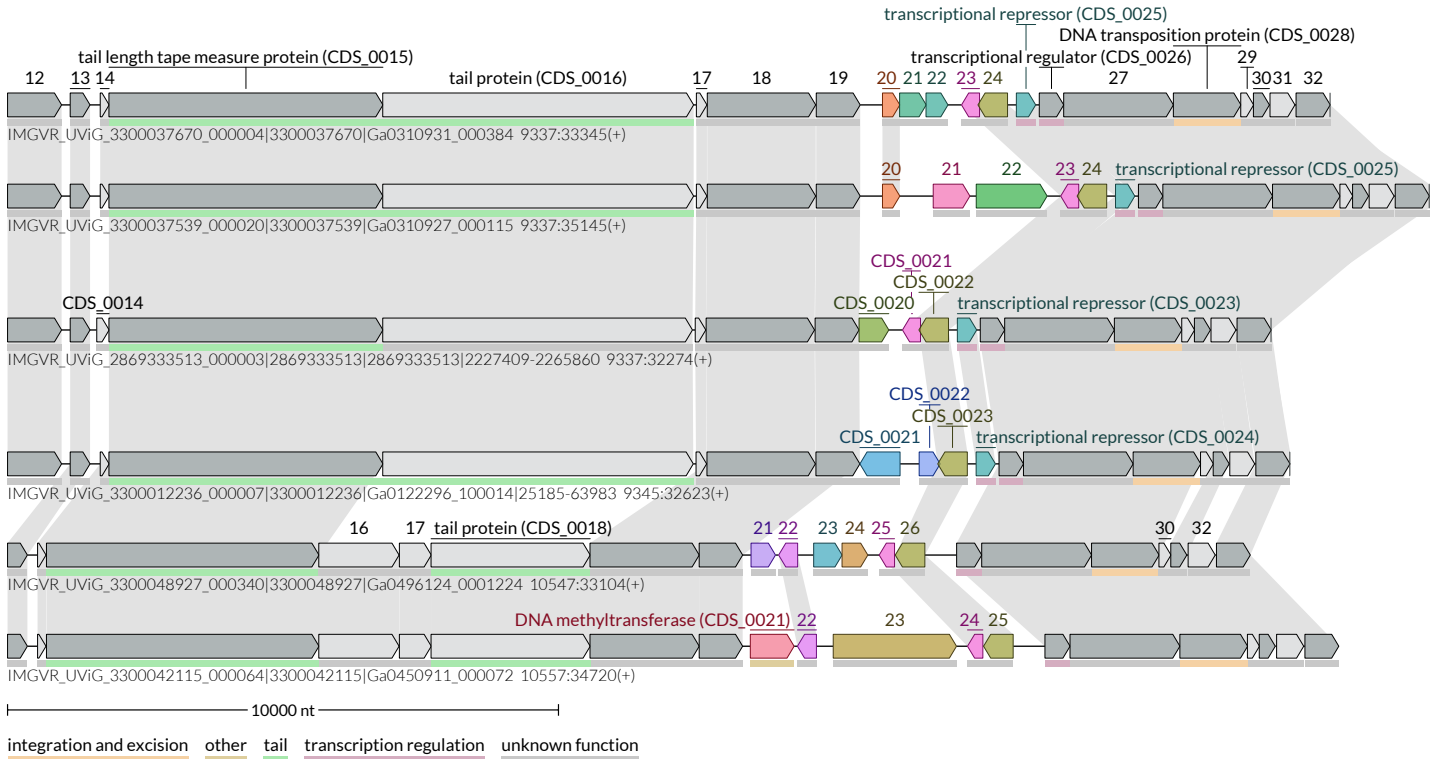 transcriptional repressor (CDS_0025)
DNA transposition protein (CDS_0028)
tail length tape measure protein (CDS_0015)
transcriptional regulator (CDS_0026)
29
12 13 14
tail protein (CDS_0016)
17 18 19 20 21 22 23 24 27 30 31 32
IMGVR_UViG_3300037670_000004|3300037670|Ga0310931_000384 9337:33345(+)
20 21 22 23 24 transcriptional repressor (CDS_0025)
IMGVR_UViG_3300037539_000020|3300037539|Ga0310927_000115 9337:35145(+)
CDS_0021
CDS_0022
CDS_0014 CDS_0020 transcriptional repressor (CDS_0023)
IMGVR_UViG_2869333513_000003|2869333513|2869333513|2227409-2265860 9337:32274(+)
CDS_0022
CDS_0023
CDS_0021 transcriptional repressor (CDS_0024)
IMGVR_UViG_3300012236_000007|3300012236|Ga0122296_100014|25185-63983 9345:32623(+)
16 17 tail protein (CDS_0018) 21 22 23 24 25 26 30 32
IMGVR_UViG_3300048927_000340|3300048927|Ga0496124_0001224 10547:33104(+)
DNA methyltransferase (CDS_0021) 22 23 24 25
IMGVR_UViG_3300042115_000064|3300042115|Ga0450911_000072 10557:34720(+)
10000 nt
integration and excision other tail transcription regulation unknown function